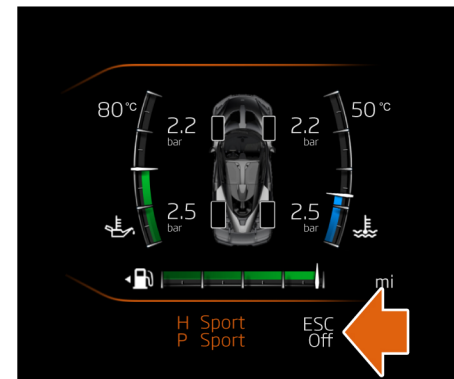 80 °C
50 °C
2.2 bar
2.2 bar
2.5 bar
2.5 bar
mi
H Sport
P Sport
ESC
Off